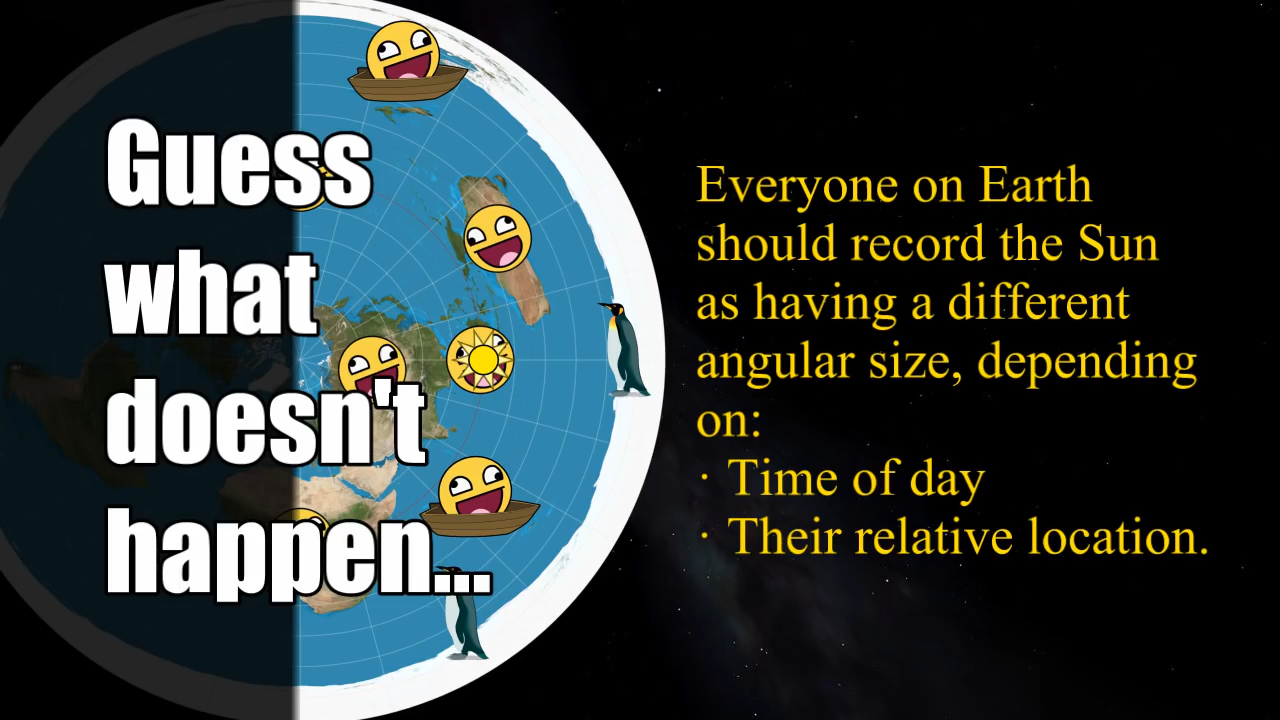 Guess
what
doesn't
happen...
Everyone on Earth
should record the Sun
as having a different
angular size, depending
on:
· Time of day
· Their relative location.